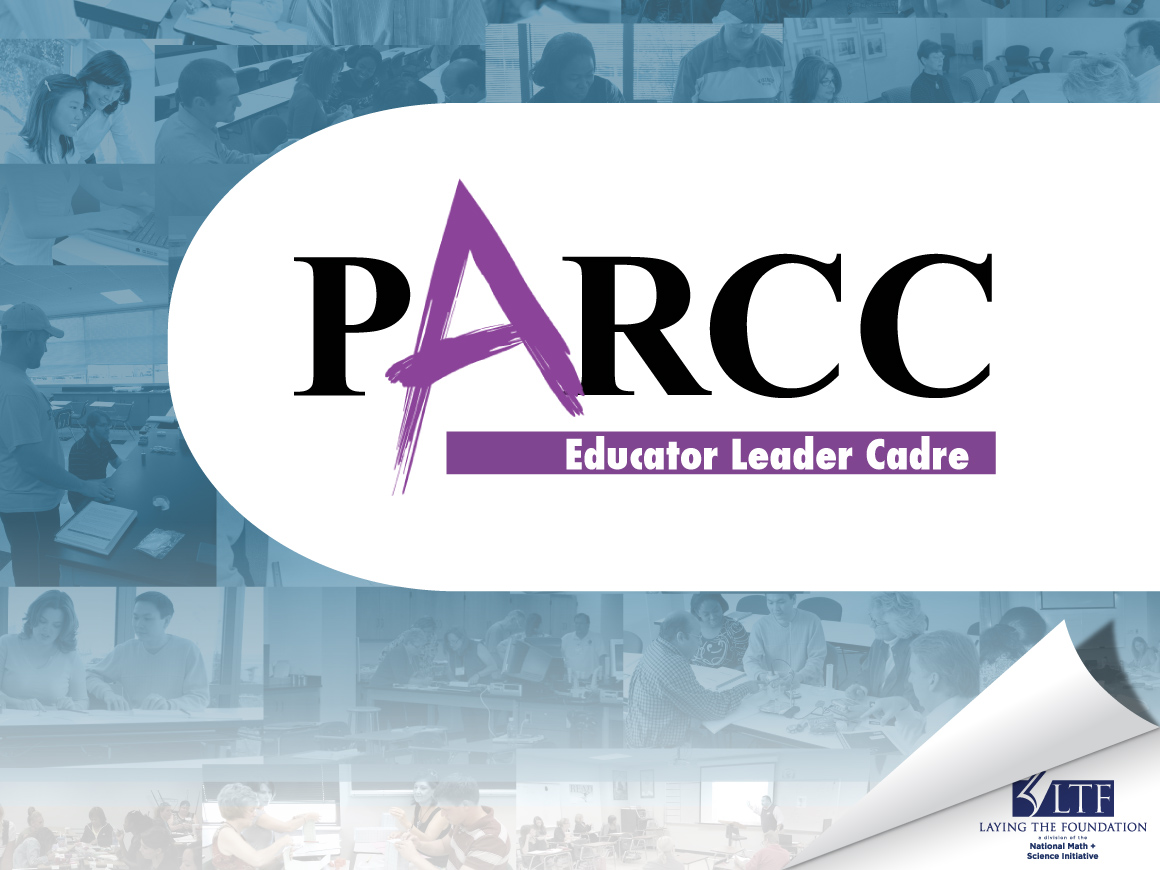 PARCC
Educator Leader Cadre
LTF
LAYING THE FOUNDATION
a division of the
National Math +
Science Initiative